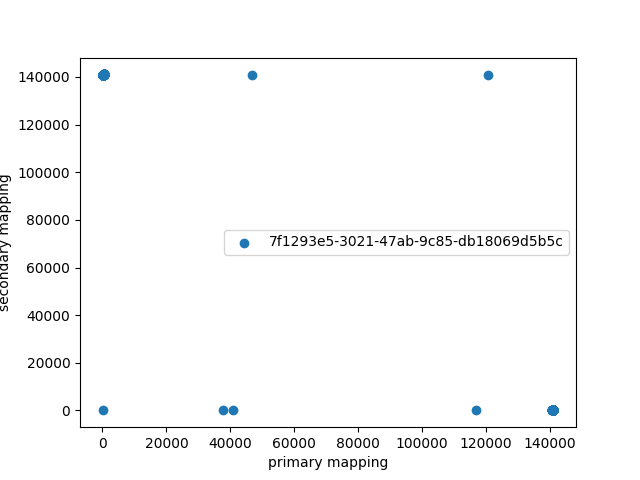 140000
120000
100000
80000
60000
40000
20000
0
secondary mapping
7f1293e5-3021-47ab-9c85-db18069d5b5c
0 20000 40000 60000 80000 100000 120000 140000
primary mapping